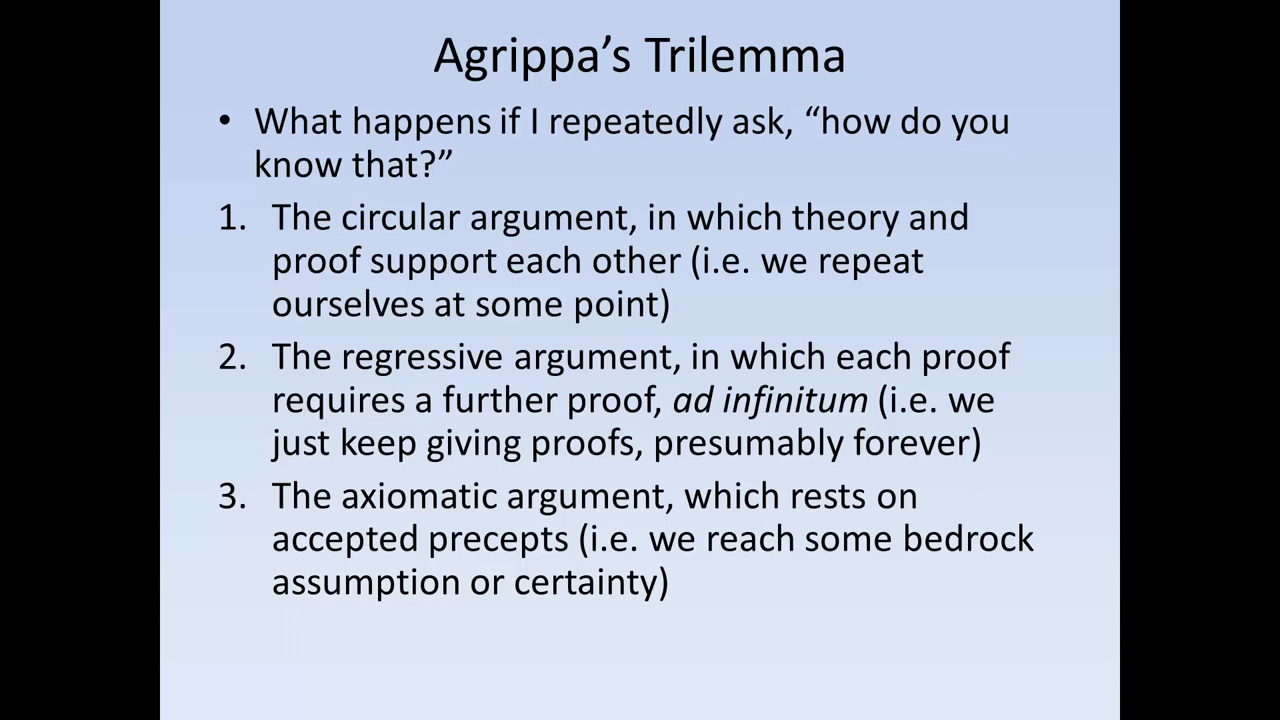 Agrippa’s Trilemma
• What happens if I repeatedly ask, “how do you
know that?”
1. The circular argument, in which theory and
proof support each other (i.e. we repeat
ourselves at some point)
2. The regressive argument, in which each proof
requires a further proof, ad infinitum (i.e. we
just keep giving proofs, presumably forever)
3. The axiomatic argument, which rests on
accepted precepts (i.e. we reach some bedrock
assumption or certainty)